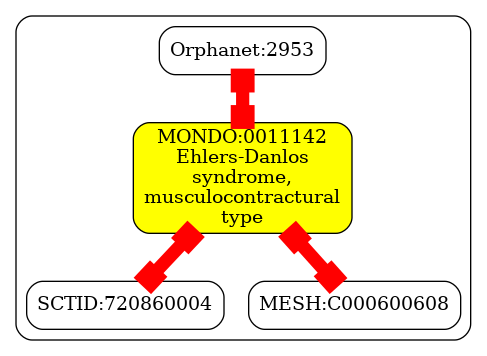 Orphanet:2953
MONDO:0011142
Ehlers-Danlos
syndrome,
musculocontractural
type
SCTID:720860004
MESH:C000600608